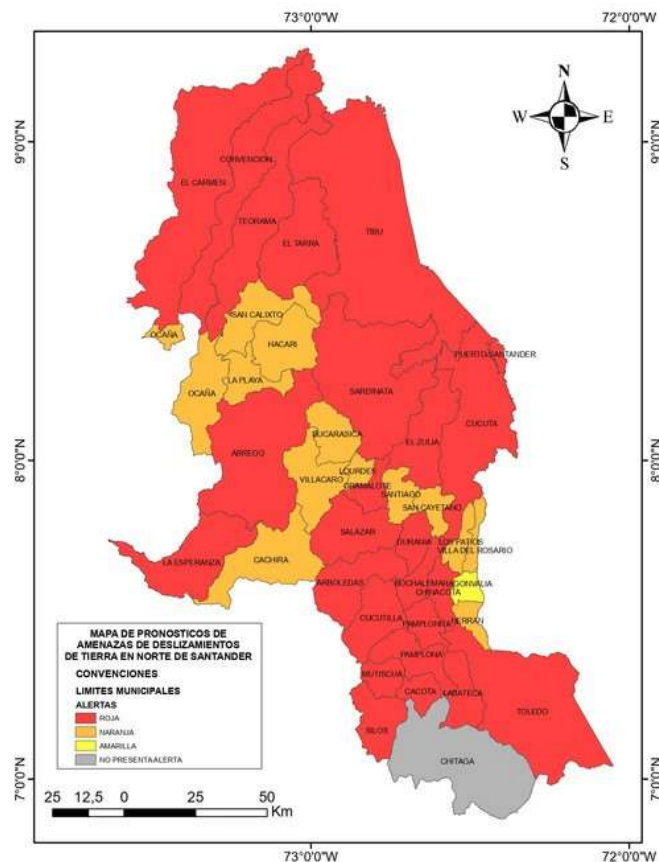 73°0'0"W 72°0'0"W
N
W E
S
9°0'0"N 9°0'0"N
CONVENCION
EL CARMEN
TEORAMA
TIBU
EL TARRA
SAN CALIXTO
OCAÑA
HACARI
PUERTO SANTANDER
LA PLAYA
OCAÑA
SARDINATA
CUCUTA
BUCARASICA
EL ZULIA
ABREGO
8°0'0"N 8°0'0"N
LOURDES
VILLACARO
GRAMALOTE
SANTIAGO
SAN CAYETANO
SALAZAR
DURANIA
LOS PATIOS
VILLA DEL ROSARIO
LA ESPERANZA
CACHIRA
ARBOLEDAS
BOCHALEMA
RAGONVALIA
CHINACOTA
CUCUTILLA
PAMPLONITA
HERRAN
PAMPLONA
MUTISCUA
CACOTA
LABATECA
TOLEDO
SILOS
CHITAGA
MAPA DE PRONOSTICOS DE
AMENAZAS DE DESLIZAMIENTOS
DE TIERRA EN NORTE DE SANTANDER
CONVENCIONES
LIMITES MUNICIPALES
ALERTAS
ROJA
NARANJA
AMARILLA
NO PRESENTA ALERTA
7°0'0"N 7°0'0"N
25 12,5 0 25 50
Km
73°0'0"W 72°0'0"W